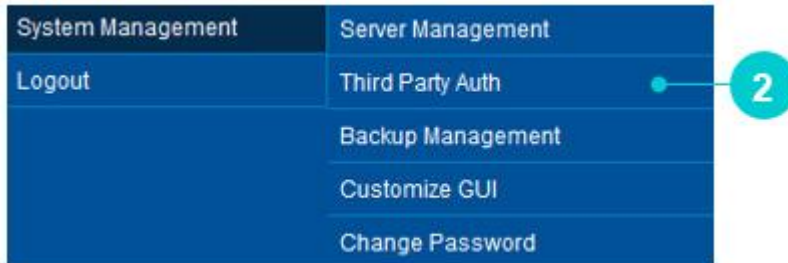 System Management
Logout
Server Management
Third Party Auth
2
Backup Management
Customize GUI
Change Password